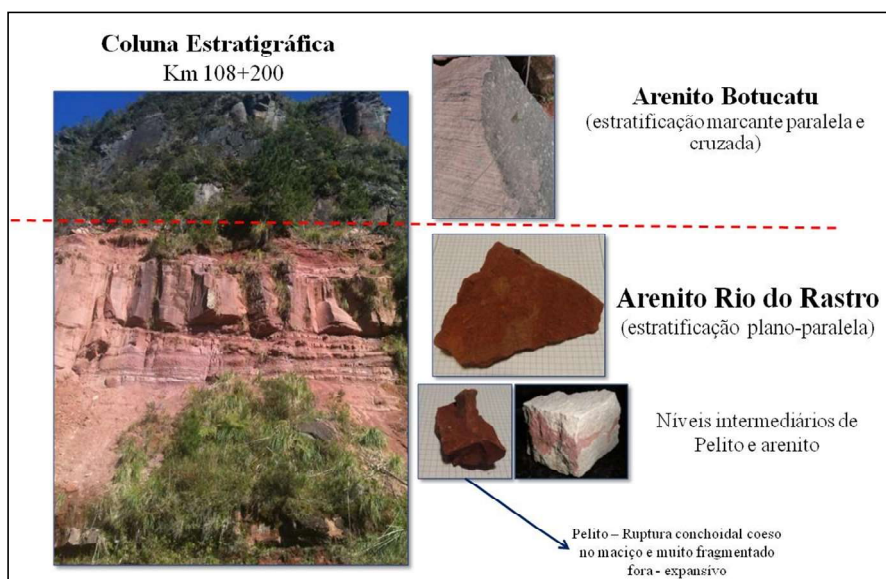 Coluna Estratigráfica
Km 108+200
Arenito Botucatu
(estratificação marcante paralela e
cruzada)
Arenito Rio do Rastro
(estratificação plano-paralela)
Níveis intermediários de
Pelito e arenito
Pelito – Ruptura conchoidal coeso
no maciço e muito fragmentado
fora - expansivo